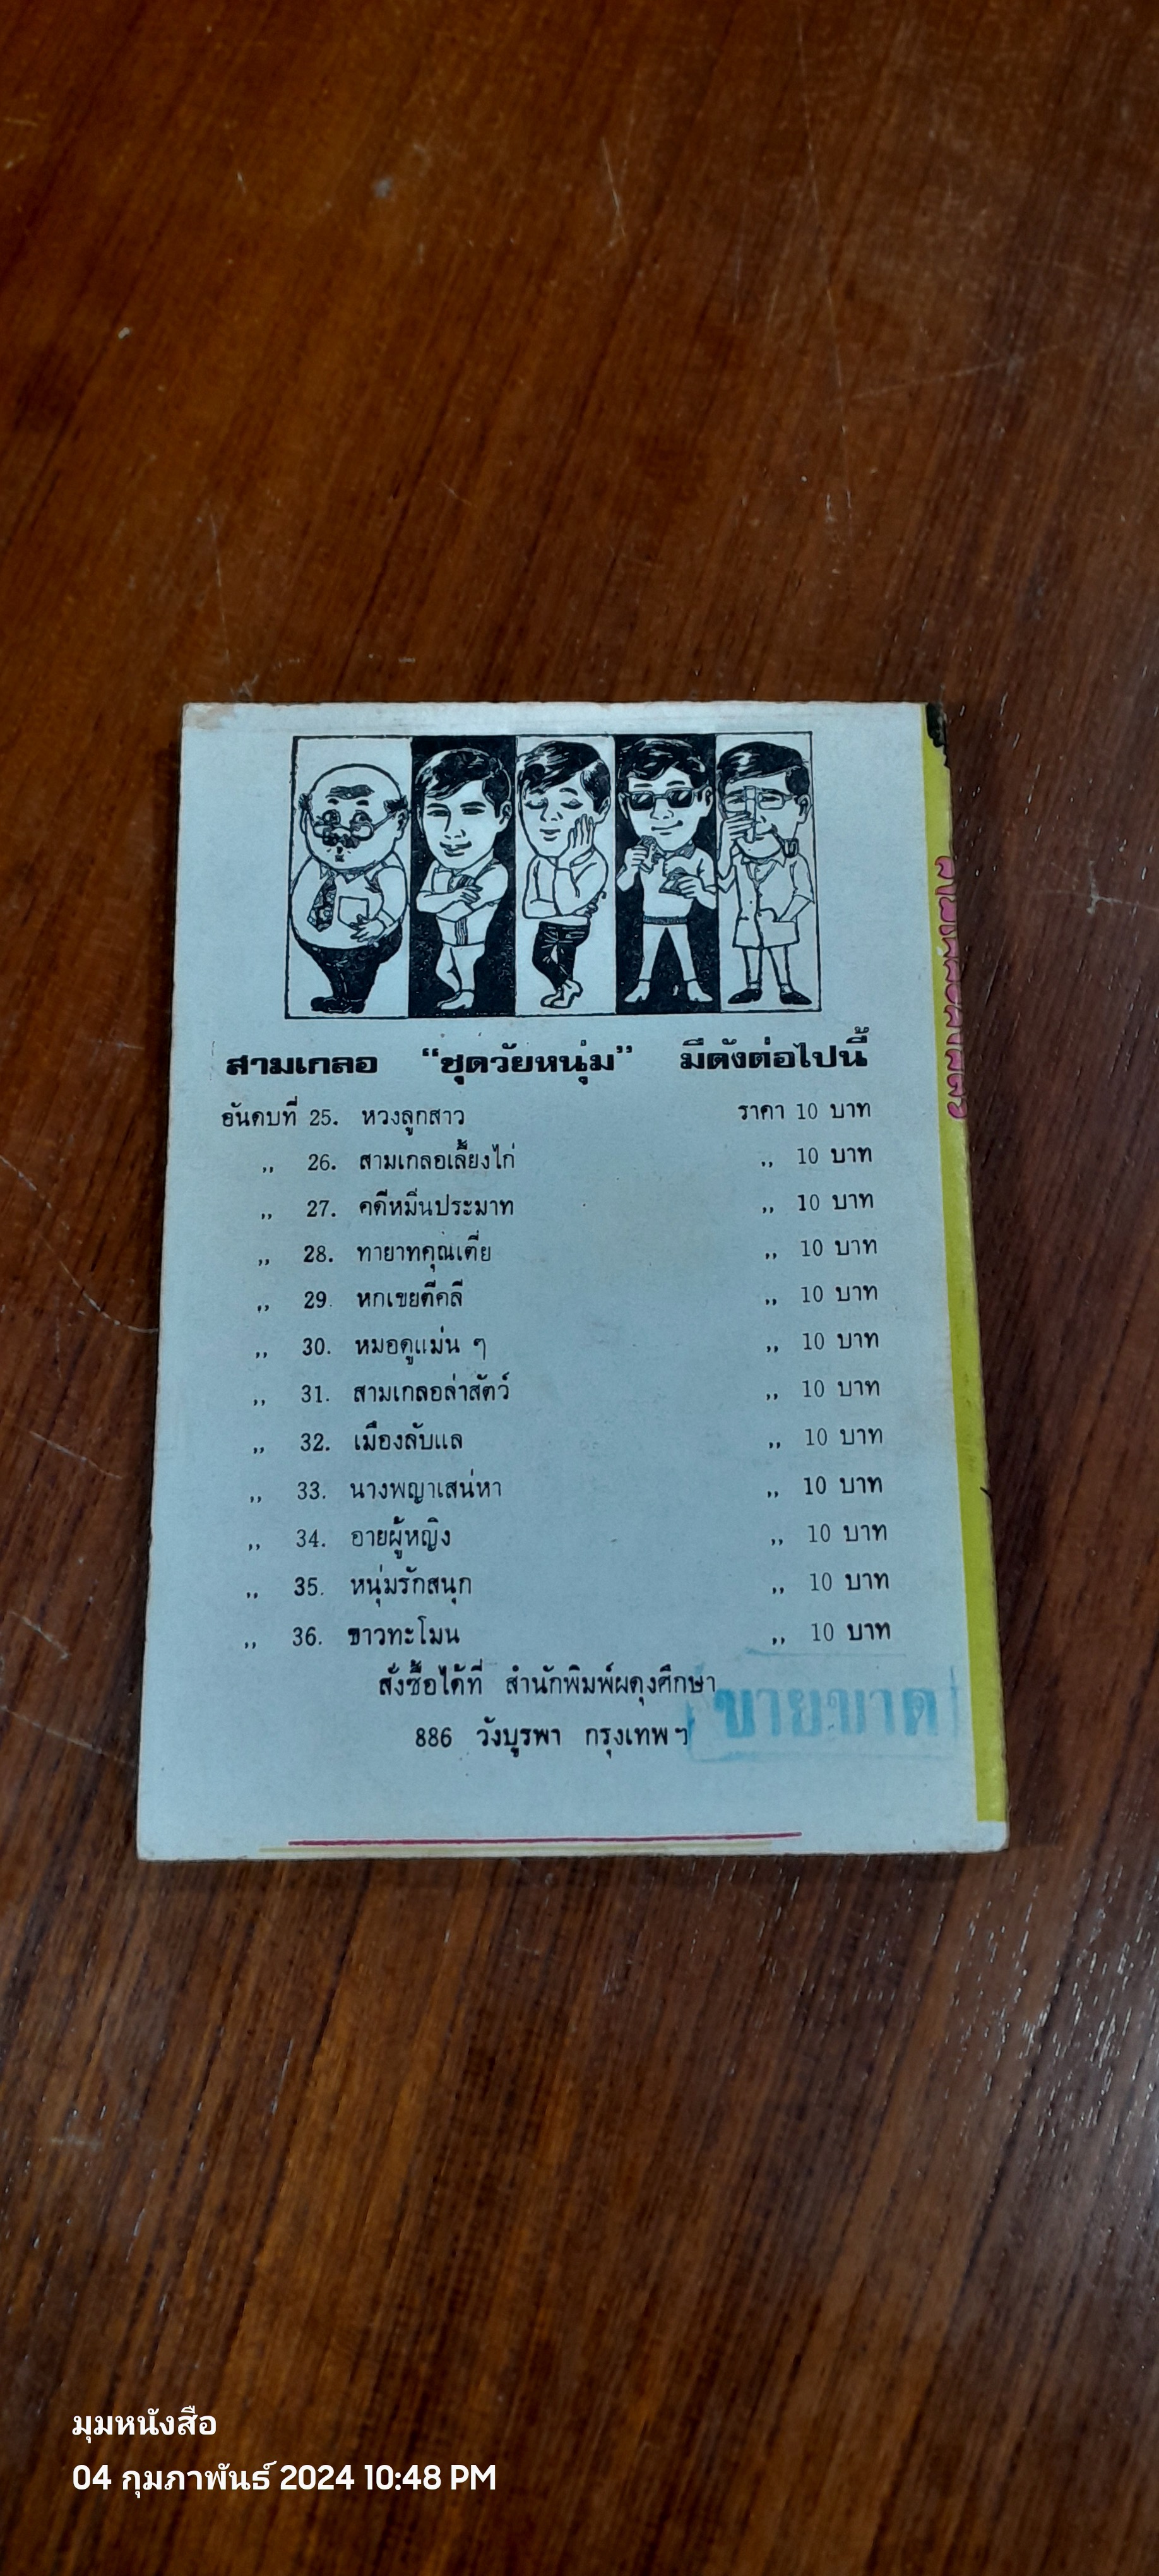 สามเกลอ “ชุดวัยหนุ่ม” มีดังต่อไปนี้
อันดบที่ 25. หวงลูกสาว ราคา 10 บาท
,, 26. สามเกลอเลี้ยงไก่ ,, 10 บาท
,, 27. คดีหมิ่นประมาท ,, 10 บาท
,, 28. ทายาทคุณเตี่ย ,, 10 บาท
,, 29. หกเขยตีคลี ,, 10 บาท
,, 30. หมอดูแม่น ๆ ,, 10 บาท
,, 31. สามเกลอล่าสัตว์ ,, 10 บาท
,, 32. เมืองลับแล ,, 10 บาท
,, 33. นางพญาเสน่หา ,, 10 บาท
,, 34. อายผู้หญิง ,, 10 บาท
,, 35. หนุ่มรักสนุก ,, 10 บาท
,, 36. ชาวทะโมน ,, 10 บาท
สั่งซื้อได้ที่ สำนักพิมพ์ผดุงศึกษา
886 วังบูรพา กรุงเทพ ฯ
ขายขาด
มุมหนังสือ
04 กุมภาพันธ์ 2024 10:48 PM